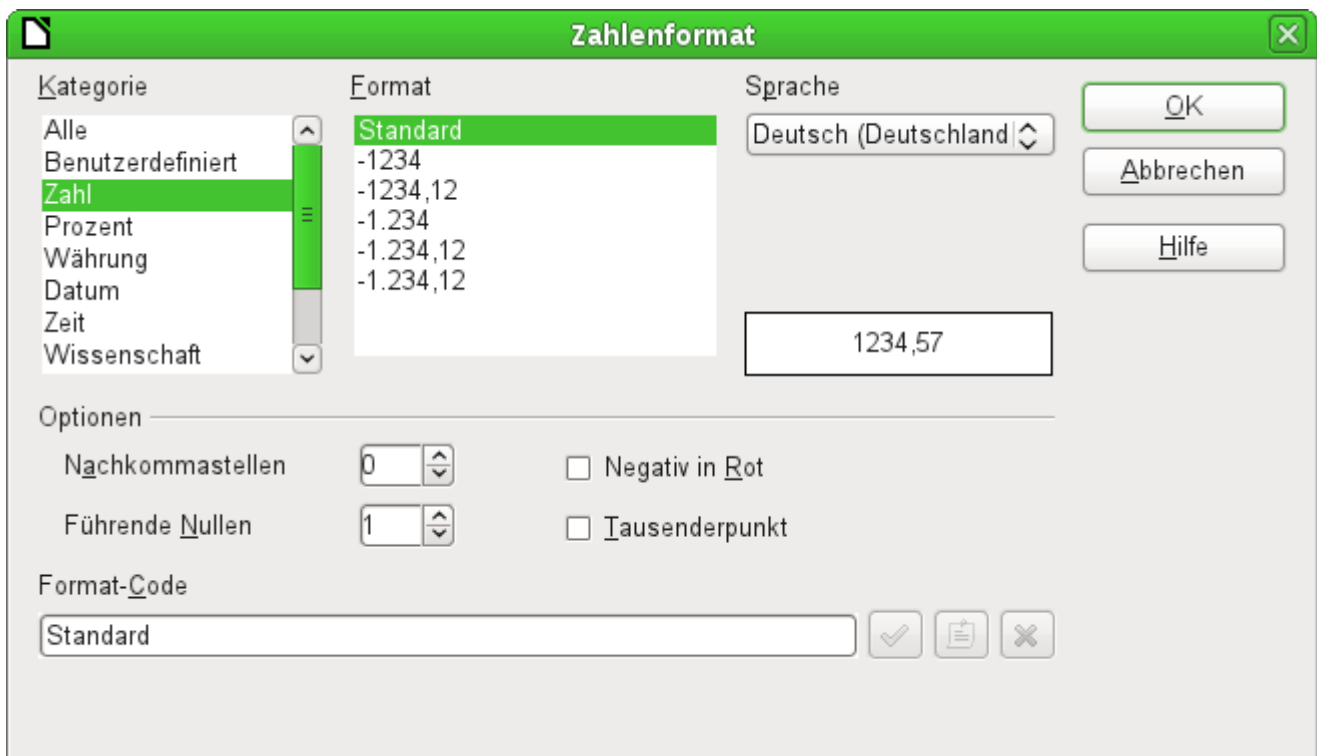 Zahlenformat
Kategorie
Alle
Benutzerdefiniert
Zahl
Prozent
Währung
Datum
Zeit
Wissenschaft
Format
Standard
-1234
-1234,12
-1.234
-1.234,12
-1.234,12
Sprache
Deutsch (Deutschland
1234,57
OK
Abbrechen
Hilfe
Optionen
Nachkommastellen 0
Negativ in Rot
Führende Nullen 1
Tausenderpunkt
Format-Code
Standard